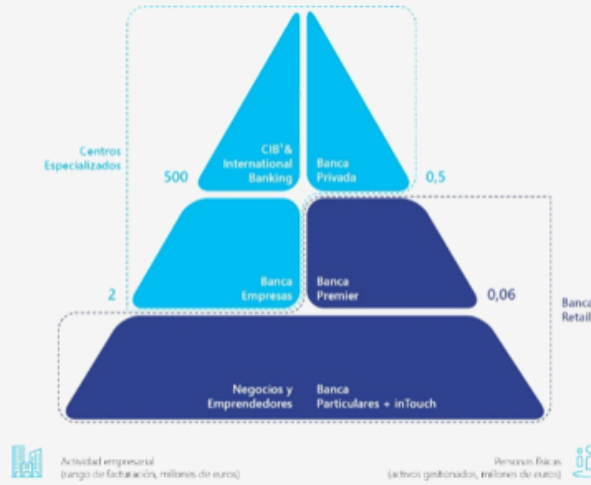 Centros
Especializados
500
CIB¹ &
International
Banking
Banca
Privada
0,5
2
Banca
Empresas
Banca
Premier
0,06
Banca
Retail
Negocios y
Emprendedores
Banca
Particulares + inTouch
Actividad empresarial
(rango de facturación, millones de euros)
Personas físicas
(activos gestionados, millones de euros)